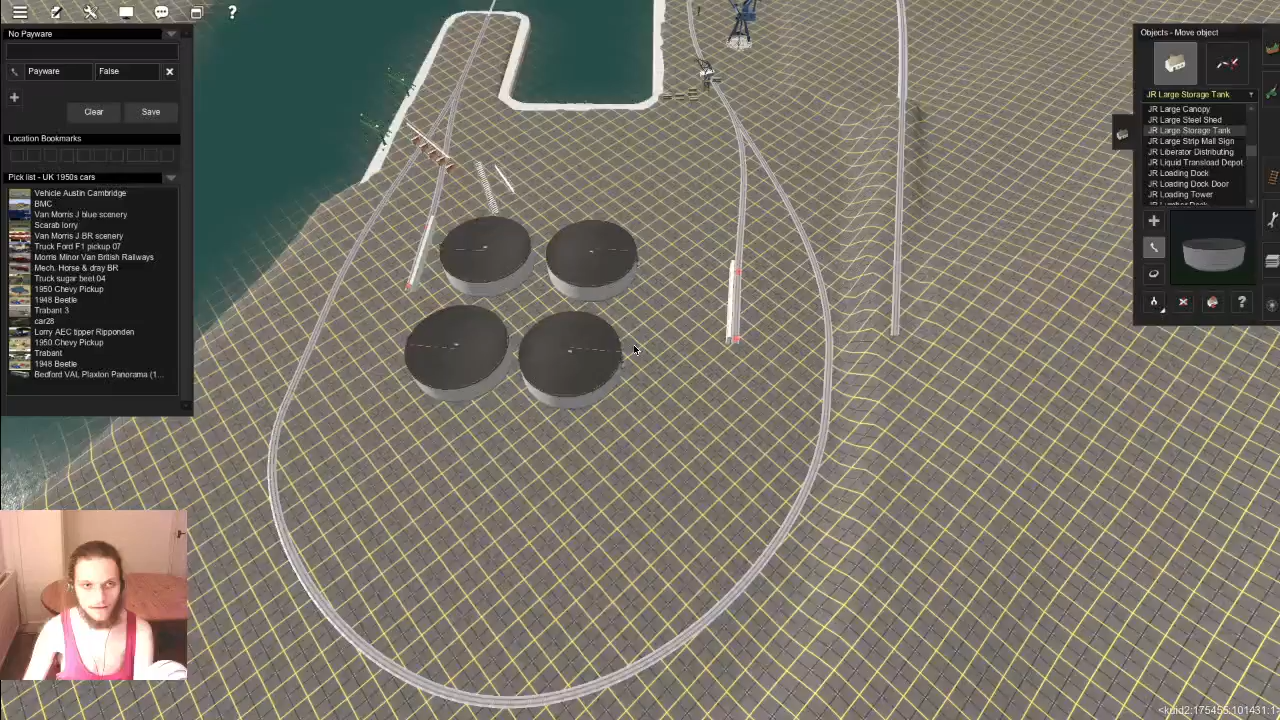 No Payware
Payware
False
Clear
Save
Location Bookmarks
Pick list - UK 1950s cars
Vehicle Austin Cambridge
BMC
Van Morris J blue scenery
Scarab lorry
Van Morris J BR scenery
Truck Ford F1 pickup 07
Morris Minor Van British Railways
Mech. Horse & dray BR
Truck sugar beet 04
1950 Chevy Pickup
1948 Beetle
Trabant 3
car28
Lorry AEC tipper Ripponden
1950 Chevy Pickup
Trabant
1948 Beetle
Bedford VAL Plaxton Panorama (1...
Objects - Move object
JR Large Storage Tank
JR Large Canopy
JR Large Steel Shed
JR Large Storage Tank
JR Large Strip Mall Sign
JR Liberator Distributing
JR Liquid Transload Depot
JR Loading Dock
JR Loading Dock Door
JR Loading Tower
<kuid2:175455:101431:1